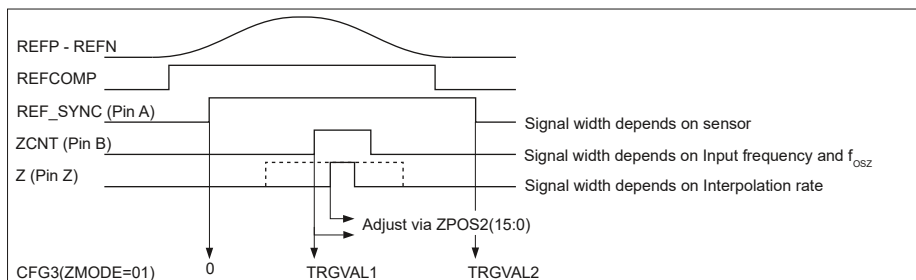 REFP - REFN
REFCOMP
REF_SYNC (Pin A)
Signal width depends on sensor
ZCNT (Pin B)
Signal width depends on Input frequency and fOSZ
Z (Pin Z)
Signal width depends on Interpolation rate
Adjust via ZPOS2(15:0)
CFG3(ZMODE=01) 0 TRGVAL1 TRGVAL2